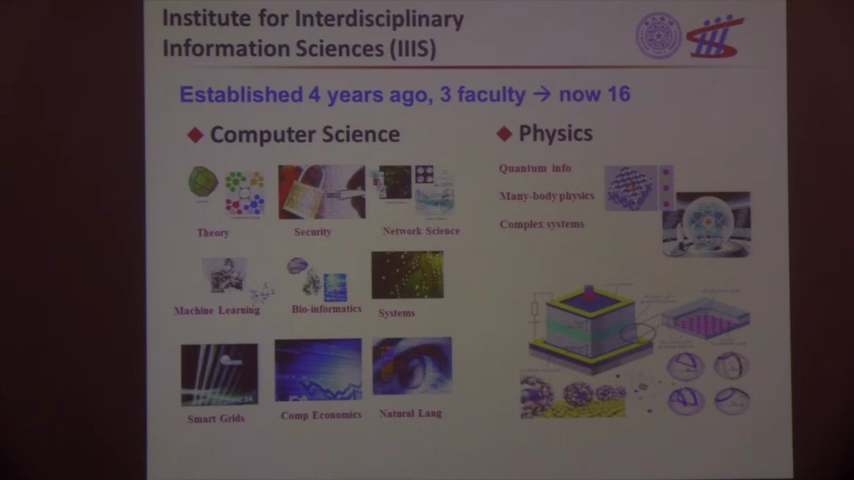 Institute for Interdisciplinary
Information Sciences (IIIS)
Established 4 years ago, 3 faculty → now 16
Computer Science
Physics
Theory
Security
Network Science
Machine Learning
Bio-informatics
Systems
Smart Grids
Comp Economics
Natural Lang
Quantum info
Many-body physics
Complex systems